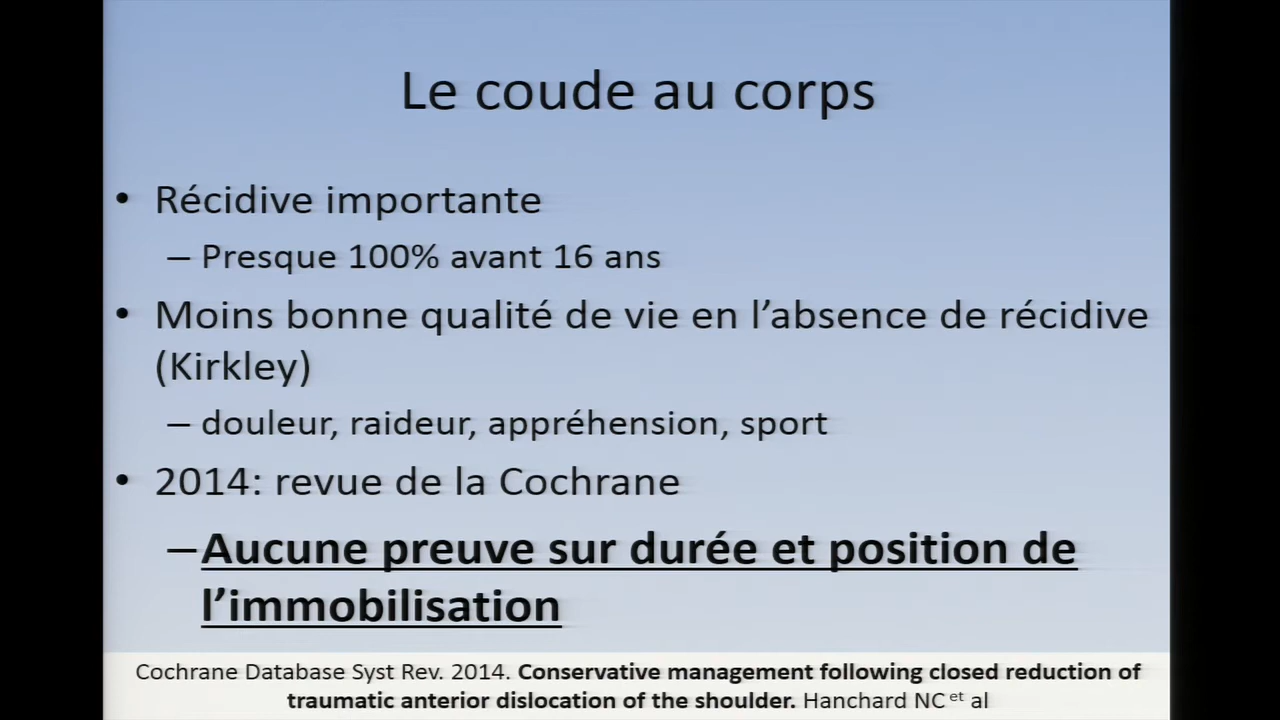 Le coude au corps
• Récidive importante
– Presque 100% avant 16 ans
• Moins bonne qualité de vie en l’absence de récidive
(Kirkley)
– douleur, raideur, appréhension, sport
• 2014: revue de la Cochrane
–Aucune preuve sur durée et position de
l’immobilisation
Cochrane Database Syst Rev. 2014. Conservative management following closed reduction of
traumatic anterior dislocation of the shoulder. Hanchard NC et al